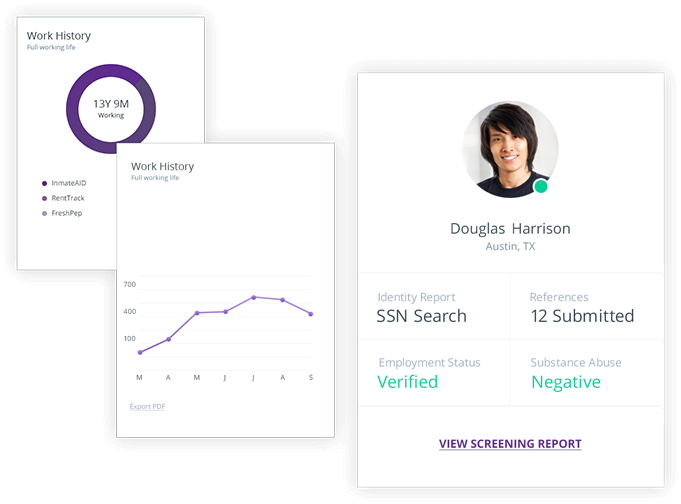 Work History
Full working life
13Y 9M
Working
InmateAID
RentTrack
FreshPep
Work History
Full working life
700
400
100
M A M J J A S
Export PDF
Douglas Harrison
Austin, TX
Identity Report
SSN Search
References
12 Submitted
Employment Status
Verified
Substance Abuse
Negative
VIEW SCREENING REPORT